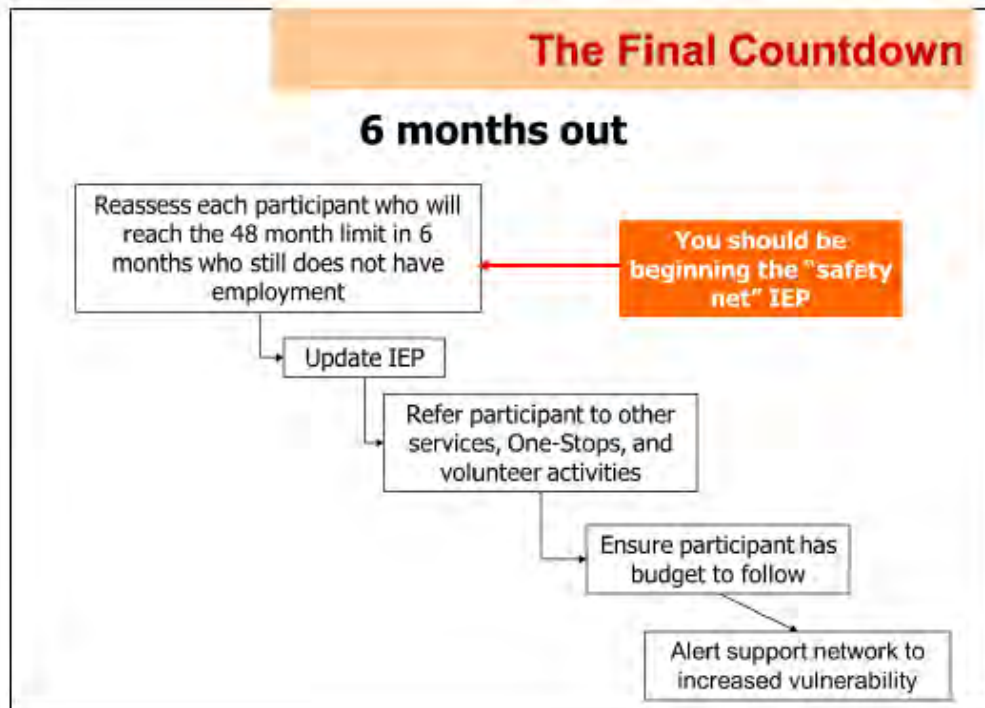 The Final Countdown
6 months out
Reassess each participant who will
reach the 48 month limit in 6
months who still does not have
employment
You should be
beginning the “safety
net” IEP
Update IEP
Refer participant to other
services, One-Stops, and
volunteer activities
Ensure participant has
budget to follow
Alert support network to
increased vulnerability